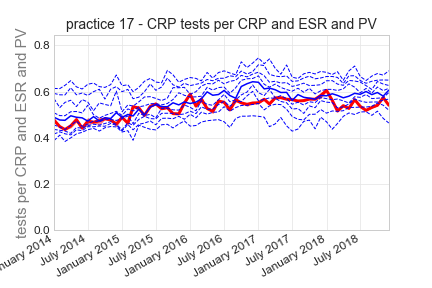 practice 17 - CRP tests per CRP and ESR and PV
tests per CRP and ESR and PV
0.8
0.6
0.4
0.2
0.0
nuary 2014
July 2014
January 2015
July 2015
January 2016
July 2016
January 2017
July 2017
January 2018
July 2018